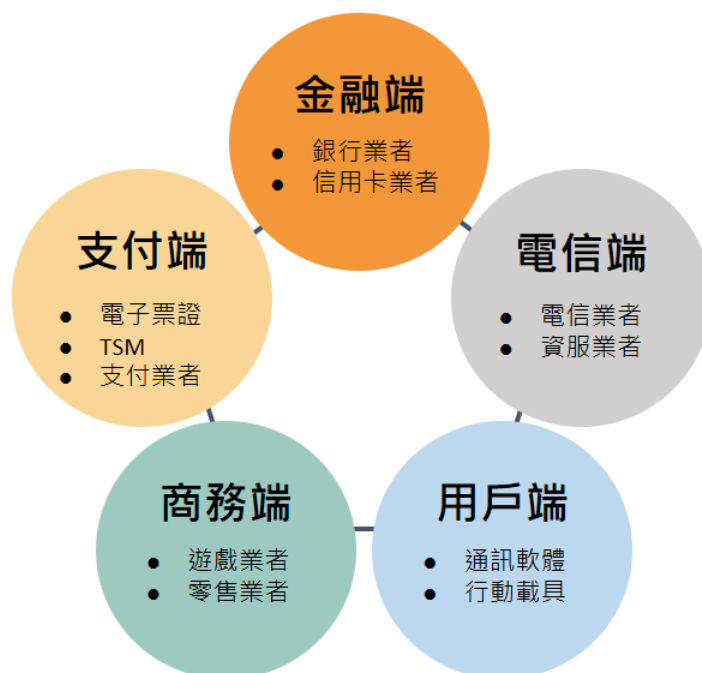 金融端
● 銀行業者
● 信用卡業者
支付端
● 電子票證
● TSM
● 支付業者
電信端
● 電信業者
● 資服業者
商務端
● 遊戲業者
● 零售業者
用戶端
● 通訊軟體
● 行動載具